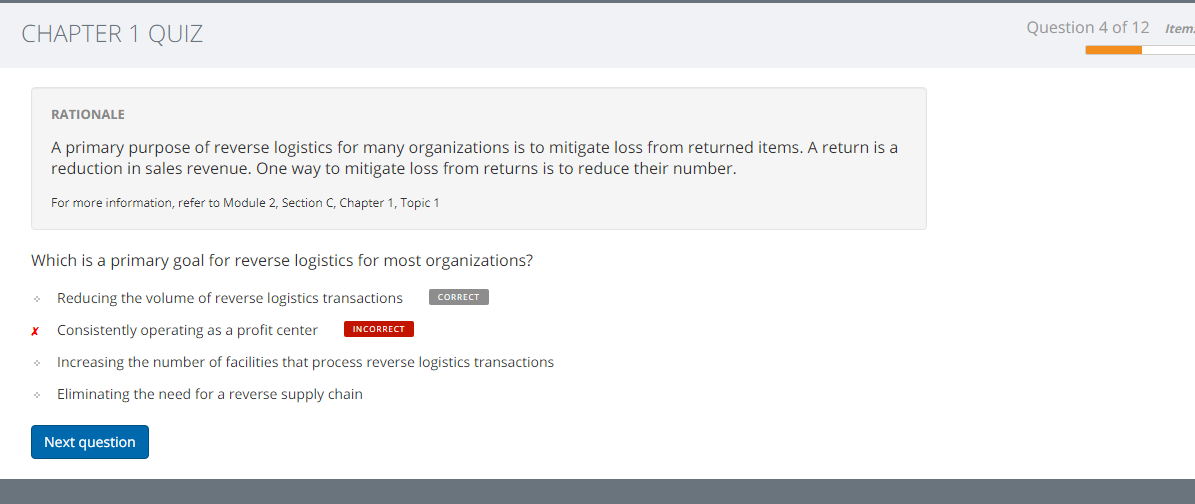 CHAPTER 1 QUIZ
Question 4 of 12
RATIONALE
A primary purpose of reverse logistics for many organizations is to mitigate loss from returned items. A return is a
reduction in sales revenue. One way to mitigate loss from returns is to reduce their number.
For more information, refer to Module 2, Section C, Chapter 1, Topic 1
Which is a primary goal for reverse logistics for most organizations?
Reducing the volume of reverse logistics transactions CORRECT
✗ Consistently operating as a profit center INCORRECT
Increasing the number of facilities that process reverse logistics transactions
Eliminating the need for a reverse supply chain
Next question